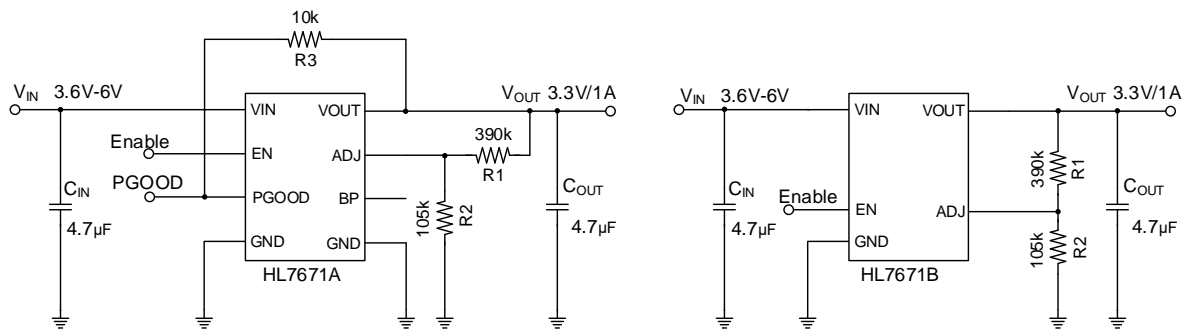 10k
R3
VIN 3.6V-6V
VIN
VOUT
VOUT 3.3V/1A
390k
R1
Enable
EN
ADJ
PGOOD
PGOOD
BP
CIN
4.7µF
105k
R2
COUT
4.7µF
GND
GND
HL7671A
VIN 3.6V-6V
VIN
VOUT
VOUT 3.3V/1A
390k
R1
CIN
4.7µF
Enable
EN
ADJ
COUT
4.7µF
GND
105k
R2
HL7671B